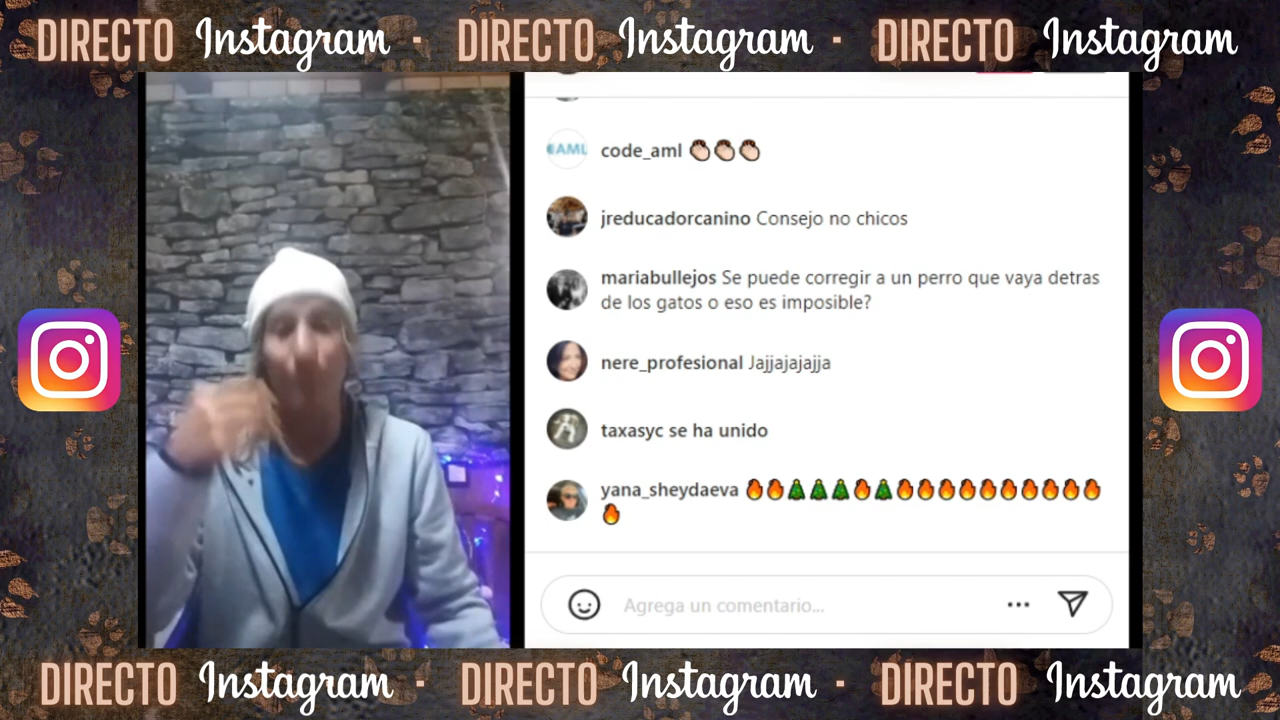 DIRECTO Instagram · DIRECTO Instagram · DIRECTO Instagram
CAML
code_aml 👏🏻👏🏻👏🏻
jreducadorcanino Consejo no chicos
mariabullejos Se puede corregir a un perro que vaya detras
de los gatos o eso es imposible?
nere_profesional Jajjajajajja
taxasyc se ha unido
yana_sheydaeva 🔥🔥🎄🎄🎄🔥🎄🔥🔥🔥🔥🔥🔥🔥🔥🔥🔥
🔥
Agrega un comentario...
DIRECTO Instagram · DIRECTO Instagram · DIRECTO Instagram